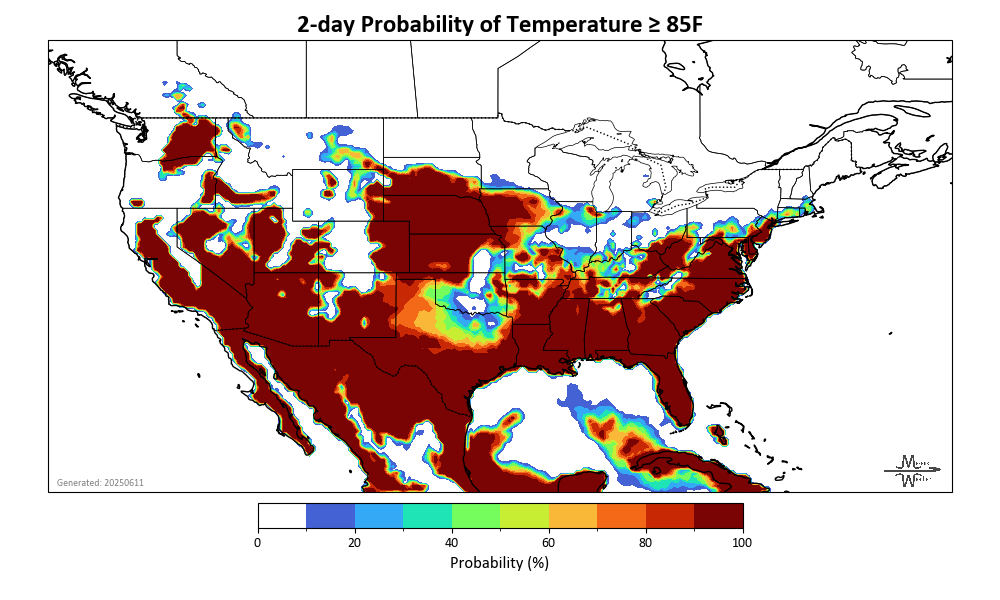 2-day Probability of Temperature ≥ 85F
Generated: 20250611
0 20 40 60 80 100
Probability (%)